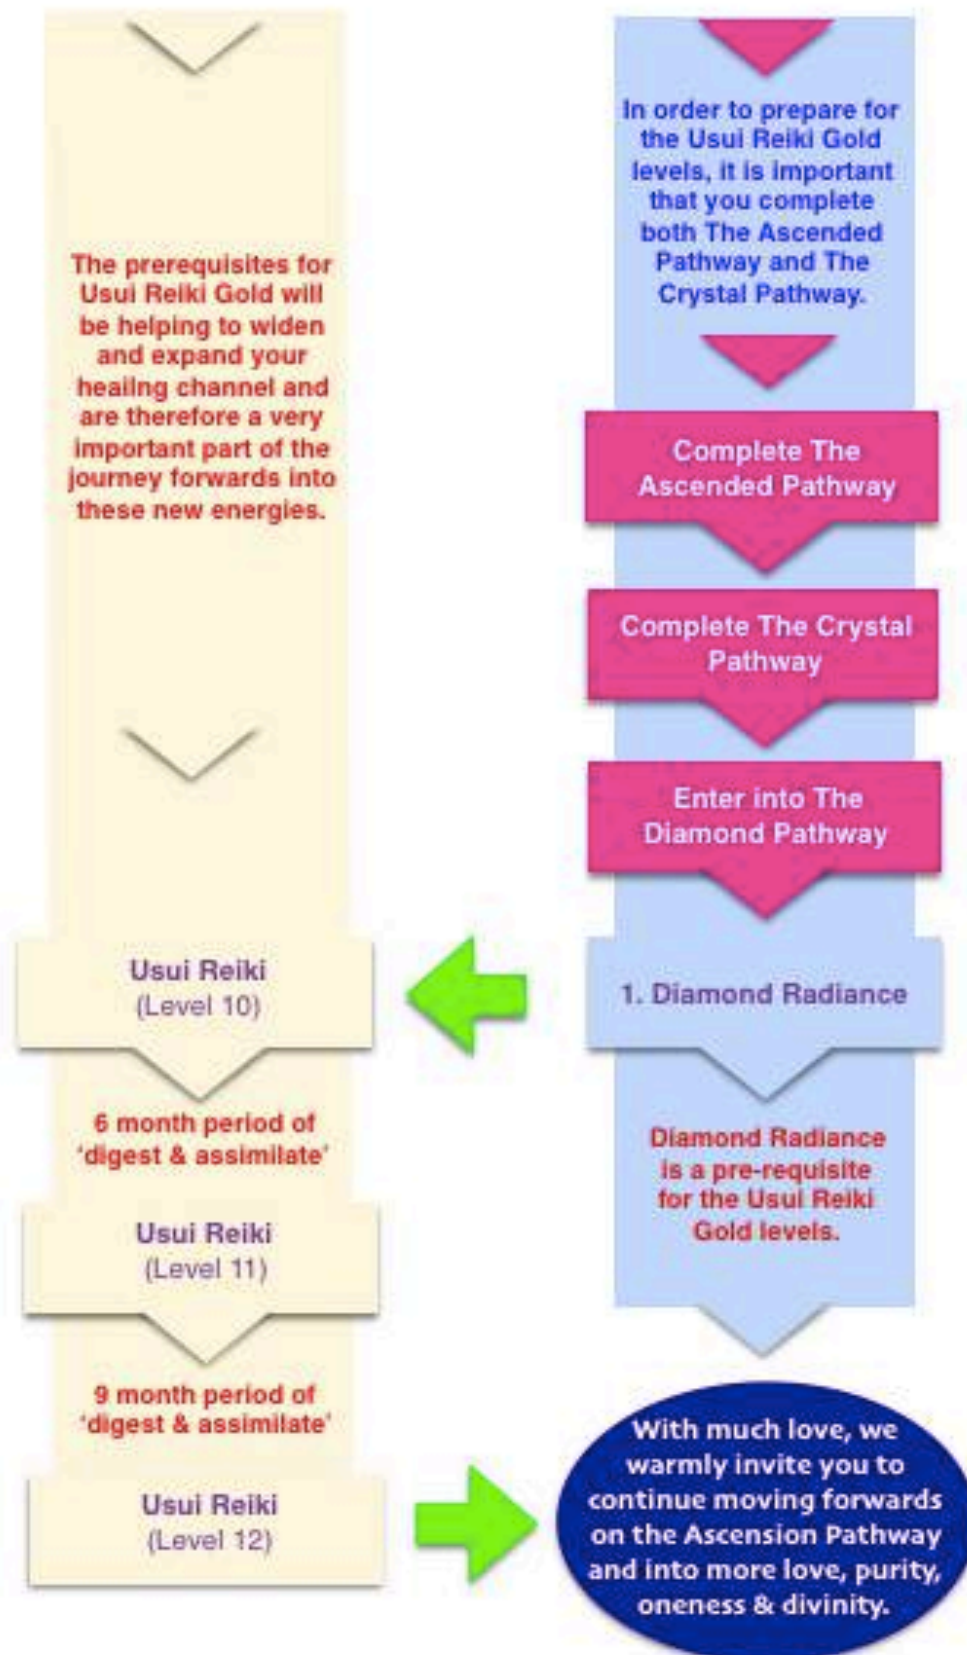 The prerequisites for
Usui Reiki Gold will
be helping to widen
and expand your
healing channel and
are therefore a very
important part of the
journey forwards into
these new energies.
Usui Reiki
(Level 10)
6 month period of
‘digest & assimilate’
Usui Reiki
(Level 11)
9 month period of
‘digest & assimilate’
Usui Reiki
(Level 12)
In order to prepare for
the Usui Reiki Gold
levels, it is important
that you complete
both The Ascended
Pathway and The
Crystal Pathway.
Complete The
Ascended Pathway
Complete The Crystal
Pathway
Enter into The
Diamond Pathway
1. Diamond Radiance
Diamond Radiance
is a pre-requisite
for the Usui Reiki
Gold levels.
With much love, we
warmly invite you to
continue moving forwards
on the Ascension Pathway
and into more love, purity,
oneness & divinity.